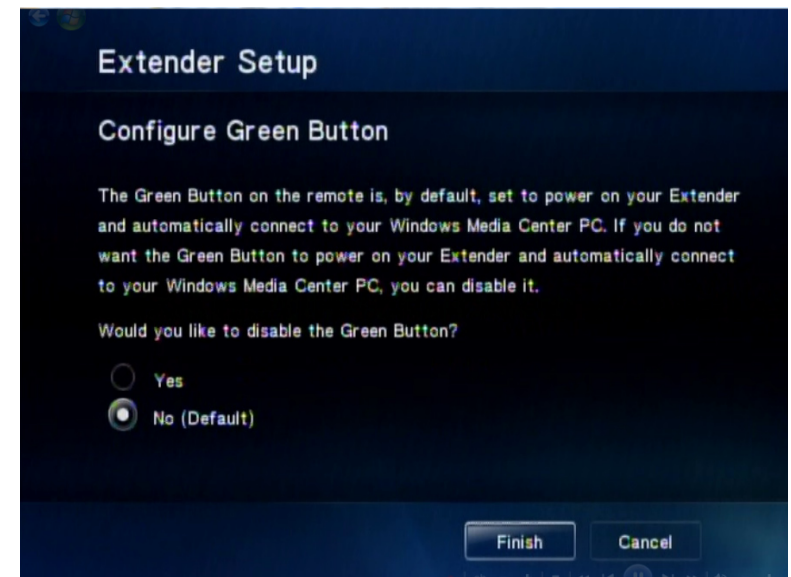 Extender Setup
Configure Green Button
The Green Button on the remote is, by default, set to power on your Extender
and automatically connect to your Windows Media Center PC. If you do not
want the Green Button to power on your Extender and automatically connect
to your Windows Media Center PC, you can disable it.
Would you like to disable the Green Button?
Yes
No (Default)
Finish Cancel